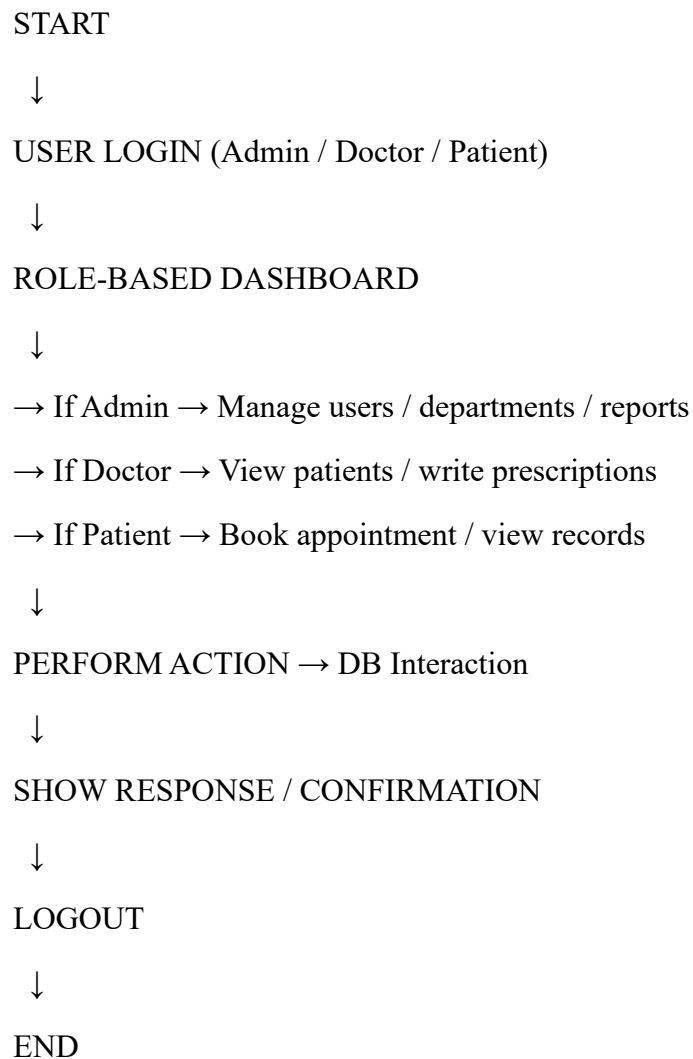 START
↓
USER LOGIN (Admin / Doctor / Patient)
↓
ROLE-BASED DASHBOARD
↓
→ If Admin → Manage users / departments / reports
→ If Doctor → View patients / write prescriptions
→ If Patient → Book appointment / view records
↓
PERFORM ACTION → DB Interaction
↓
SHOW RESPONSE / CONFIRMATION
↓
LOGOUT
↓
END